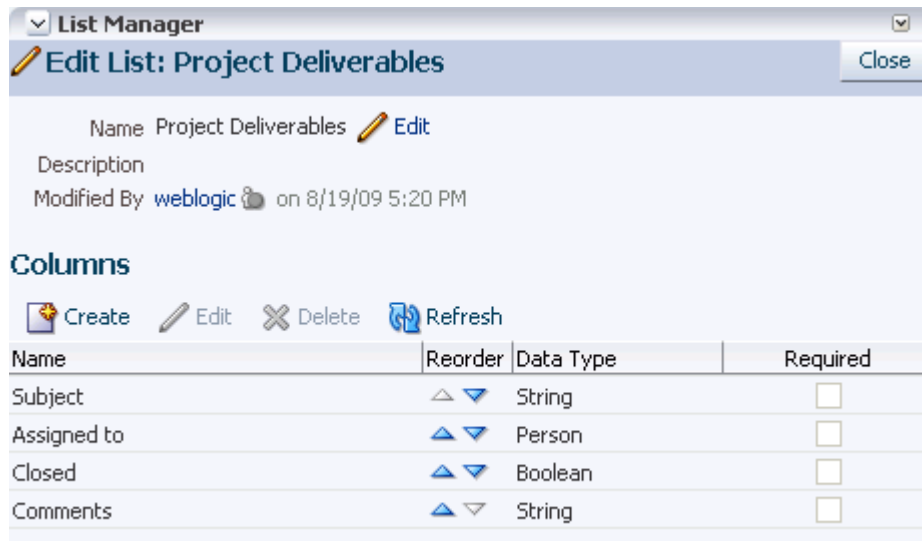 List Manager
Edit List: Project Deliverables Close
Name Project Deliverables Edit
Description
Modified By weblogic on 8/19/09 5:20 PM
Columns
Create Edit Delete Refresh
Name Reorder Data Type Required
Subject String
Assigned to Person
Closed Boolean
Comments String